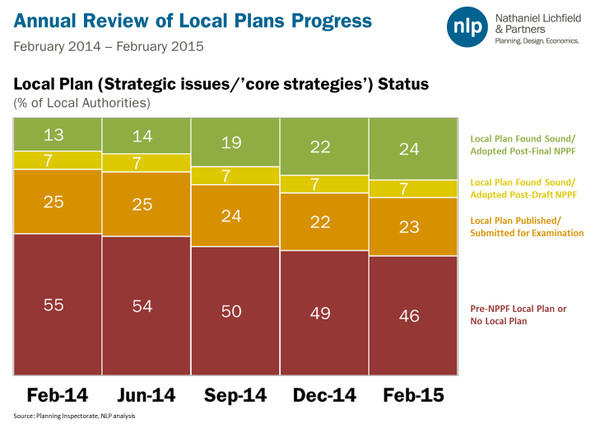 Annual Review of Local Plans Progress
February 2014 – February 2015
nlp
Nathaniel Lichfield
& Partners
Planning. Design. Economics.
Local Plan (Strategic issues/'core strategies') Status
(% of Local Authorities)
13 14 19 22 24
7 7 7 7 7
25 25 24 22 23
55 54 50 49 46
Local Plan Found Sound/
Adopted Post-Final NPPF
Local Plan Found Sound/
Adopted Post-Draft NPPF
Local Plan Published/
Submitted for Examination
Pre-NPPF Local Plan or
No Local Plan
Feb-14 Jun-14 Sep-14 Dec-14 Feb-15
Source: Planning Inspectorate, NLP analysis